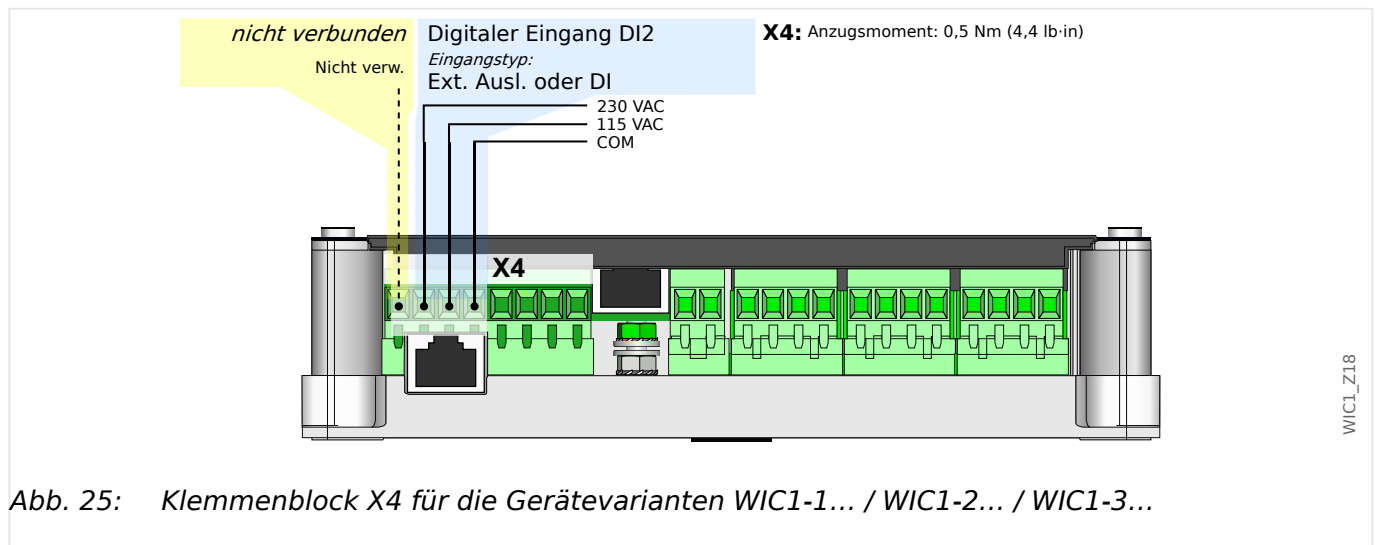 nicht verbunden
Nicht verw.
Digitaler Eingang DI2
Eingangstyp:
Ext. Ausl. oder DI
230 VAC
115 VAC
COM
X4: Anzugsmoment: 0,5 Nm (4,4 lb·in)
X4
WIC1_Z18
Abb. 25: Klemmenblock X4 für die Gerätevarianten WIC1-1… / WIC1-2… / WIC1-3…